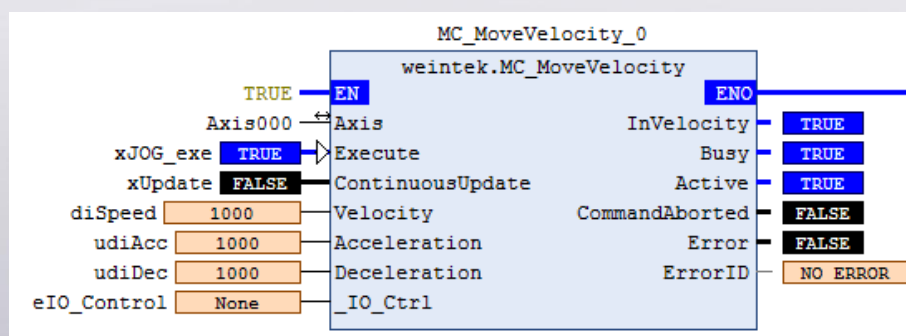 MC_MoveVelocity_0
weintek.MC_MoveVelocity
TRUE EN ENO
Axis000 Axis InVelocity TRUE
xJOG_exe TRUE Execute Busy TRUE
xUpdate FALSE ContinuousUpdate Active TRUE
diSpeed 1000 Velocity CommandAborted FALSE
udiAcc 1000 Acceleration Error FALSE
udiDec 1000 Deceleration ErrorID NO ERROR
eIO_Control None _IO_Ctrl